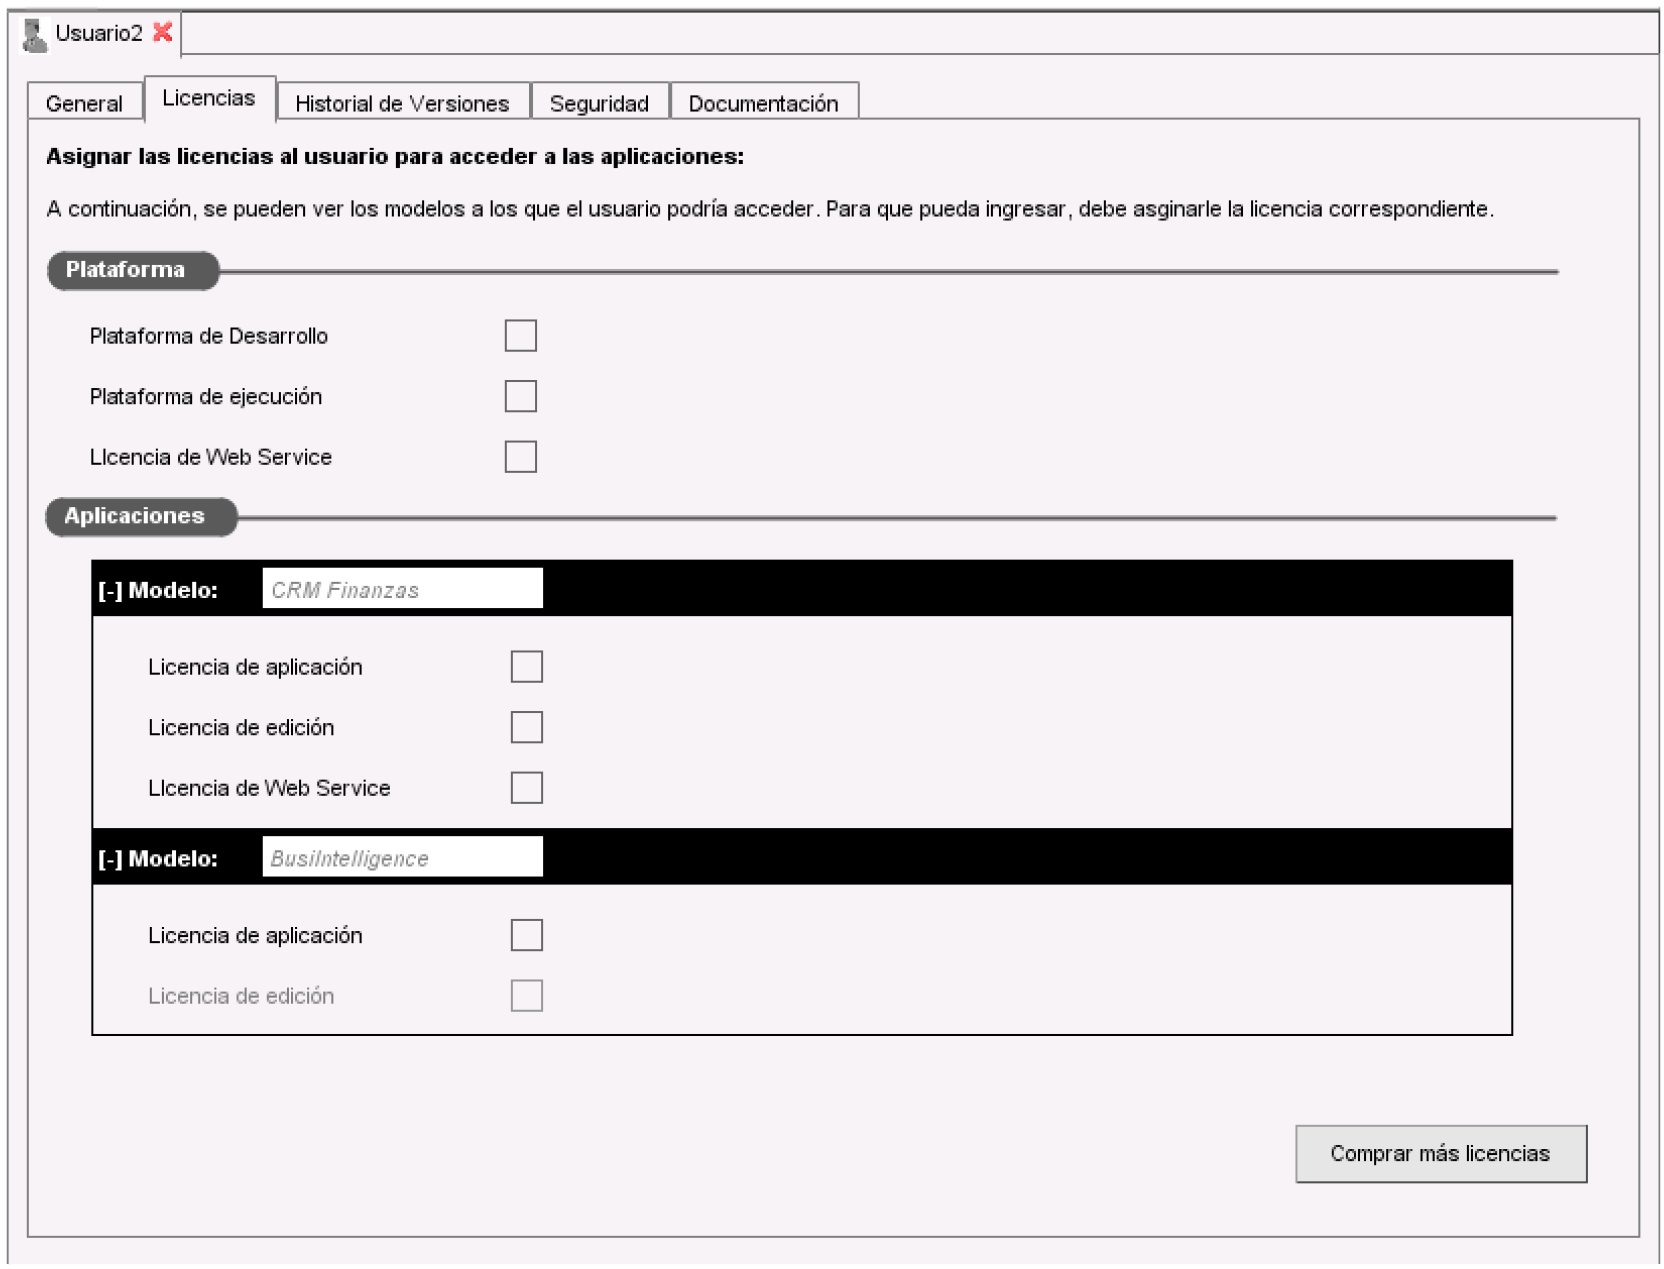 Usuario2
General Licencias Historial de Versiones Seguridad Documentación
Asignar las licencias al usuario para acceder a las aplicaciones:
A continuación, se pueden ver los modelos a los que el usuario podría acceder. Para que pueda ingresar, debe asginarle la licencia correspondiente.
Plataforma
Plataforma de Desarrollo
Plataforma de ejecución
LIcencia de Web Service
Aplicaciones
[-] Modelo: CRM Finanzas
Licencia de aplicación
Licencia de edición
LIcencia de Web Service
[-] Modelo: BusiIntelligence
Licencia de aplicación
Licencia de edición
Comprar más licencias